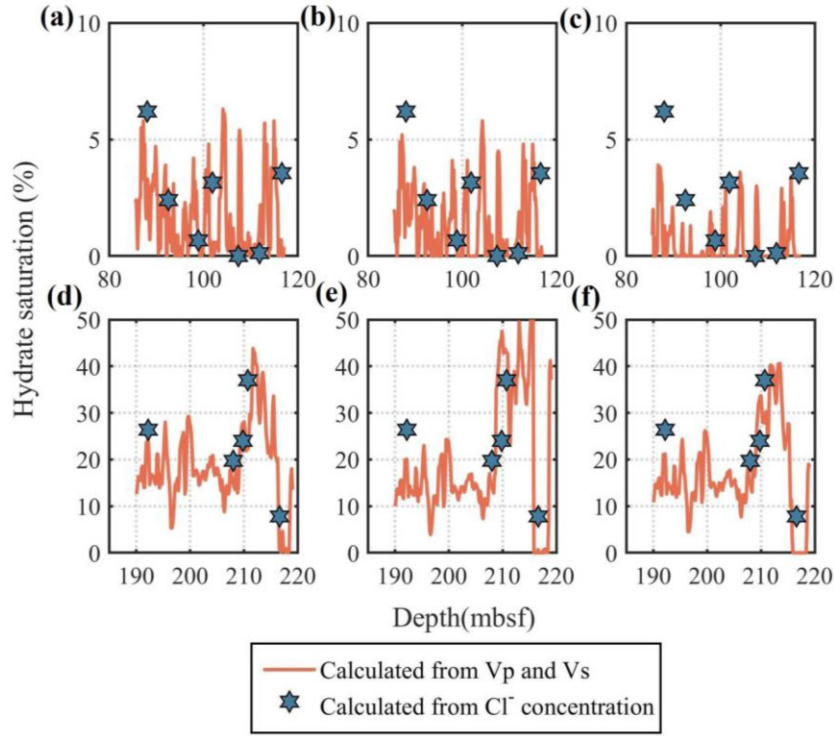 (a) (b) (c)
10 10 10
5 5 5
0 0 0
80 100 120 80 100 120 80 100 120
Hydrate saturation (%)
(d) (e) (f)
50 50 50
40 40 40
30 30 30
20 20 20
10 10 10
0 0 0
190 200 210 220 190 200 210 220 190 200 210 220
Depth(mbsf)
Calculated from Vp and Vs
Calculated from Cl⁻ concentration